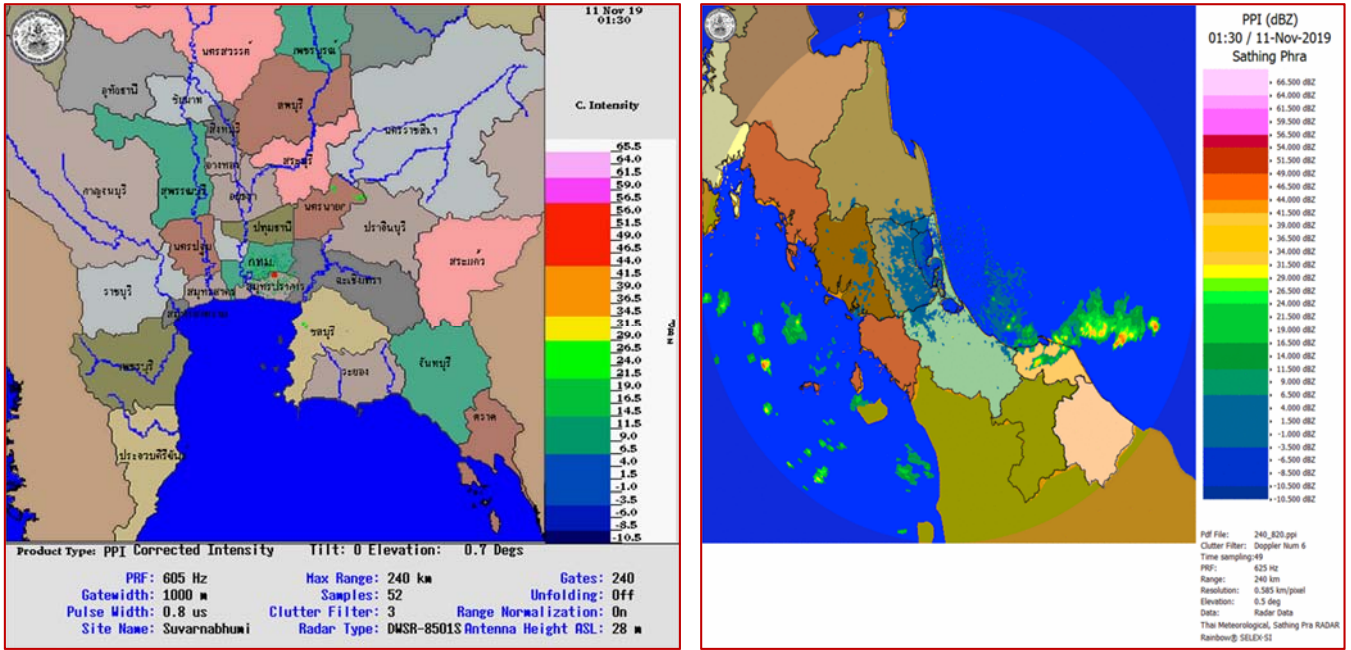 11 Nov 19
01:30
C. Intensity
65.5
64.0
61.5
59.0
56.5
56.0
51.5
49.0
46.5
44.0
41.5
39.0
36.5
34.5
31.5
29.0
26.5
24.0
21.5
19.0
16.5
14.5
11.5
9.0
6.5
4.0
1.5
-1.0
-3.5
-6.0
-8.5
-10.5
นครสวรรค์
เพชรบูรณ์
อุทัยธานี
ชัยนาท
ลพบุรี
สิงห์บุรี
นครราชสีมา
อ่างทอง
สระบุรี
กาญจนบุรี
สุพรรณบุรี
อยุธยา
นครนายก
ปทุมธานี
ปราจีนบุรี
นครปฐม
กทม.
สระแก้ว
ราชบุรี
สมุทรสาคร
สมุทรปราการ
ฉะเชิงเทรา
สมุทรสงคราม
ชลบุรี
เพชรบุรี
ระยอง
จันทบุรี
ตราด
ประจวบคีรีขันธ์
Product Type: PPI Corrected Intensity Tilt: 0 Elevation: 0.7 Degs
PRF: 605 Hz Max Range: 240 km Gates: 240
Gatewidth: 1000 m Samples: 52 Unfolding: Off
Pulse Width: 0.8 us Clutter Filter: 3 Range Normalization: On
Site Name: Suvarnabhumi Radar Type: DWSR-8501S Antenna Height ASL: 28 m
PPI (dBZ)
01:30 / 11-Nov-2019
Sathing Phra
66.500 dBZ
64.000 dBZ
61.500 dBZ
59.500 dBZ
56.500 dBZ
54.000 dBZ
51.500 dBZ
49.000 dBZ
46.500 dBZ
44.000 dBZ
41.500 dBZ
39.000 dBZ
36.500 dBZ
34.000 dBZ
31.500 dBZ
29.000 dBZ
26.500 dBZ
24.000 dBZ
21.500 dBZ
19.000 dBZ
16.500 dBZ
14.000 dBZ
11.500 dBZ
9.000 dBZ
6.500 dBZ
4.000 dBZ
1.500 dBZ
-1.000 dBZ
-3.500 dBZ
-6.000 dBZ
-8.500 dBZ
-10.500 dBZ
-10.500 dBZ
Pdf File: 240_820.ppi
Clutter Filter: Doppler Num 6
Time sampling:49
PRF: 625 Hz
Range: 240 km
Resolution: 0.585 km/pixel
Elevation: 0.5 deg
Data: Radar Data
Thai Meteorological, Sathing Pra RADAR
Rainbow® SELEX-SI